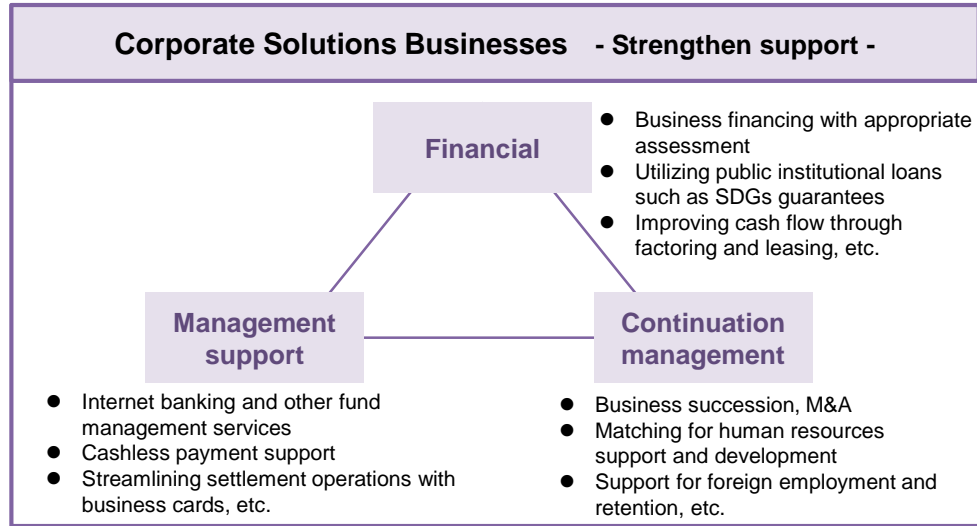 Corporate Solutions Businesses - Strengthen support -
Financial
● Business financing with appropriate
assessment
● Utilizing public institutional loans
such as SDGs guarantees
● Improving cash flow through
factoring and leasing, etc.
Management
support
● Internet banking and other fund
management services
● Cashless payment support
● Streamlining settlement operations with
business cards, etc.
Continuation
management
● Business succession, M&A
● Matching for human resources
support and development
● Support for foreign employment and
retention, etc.